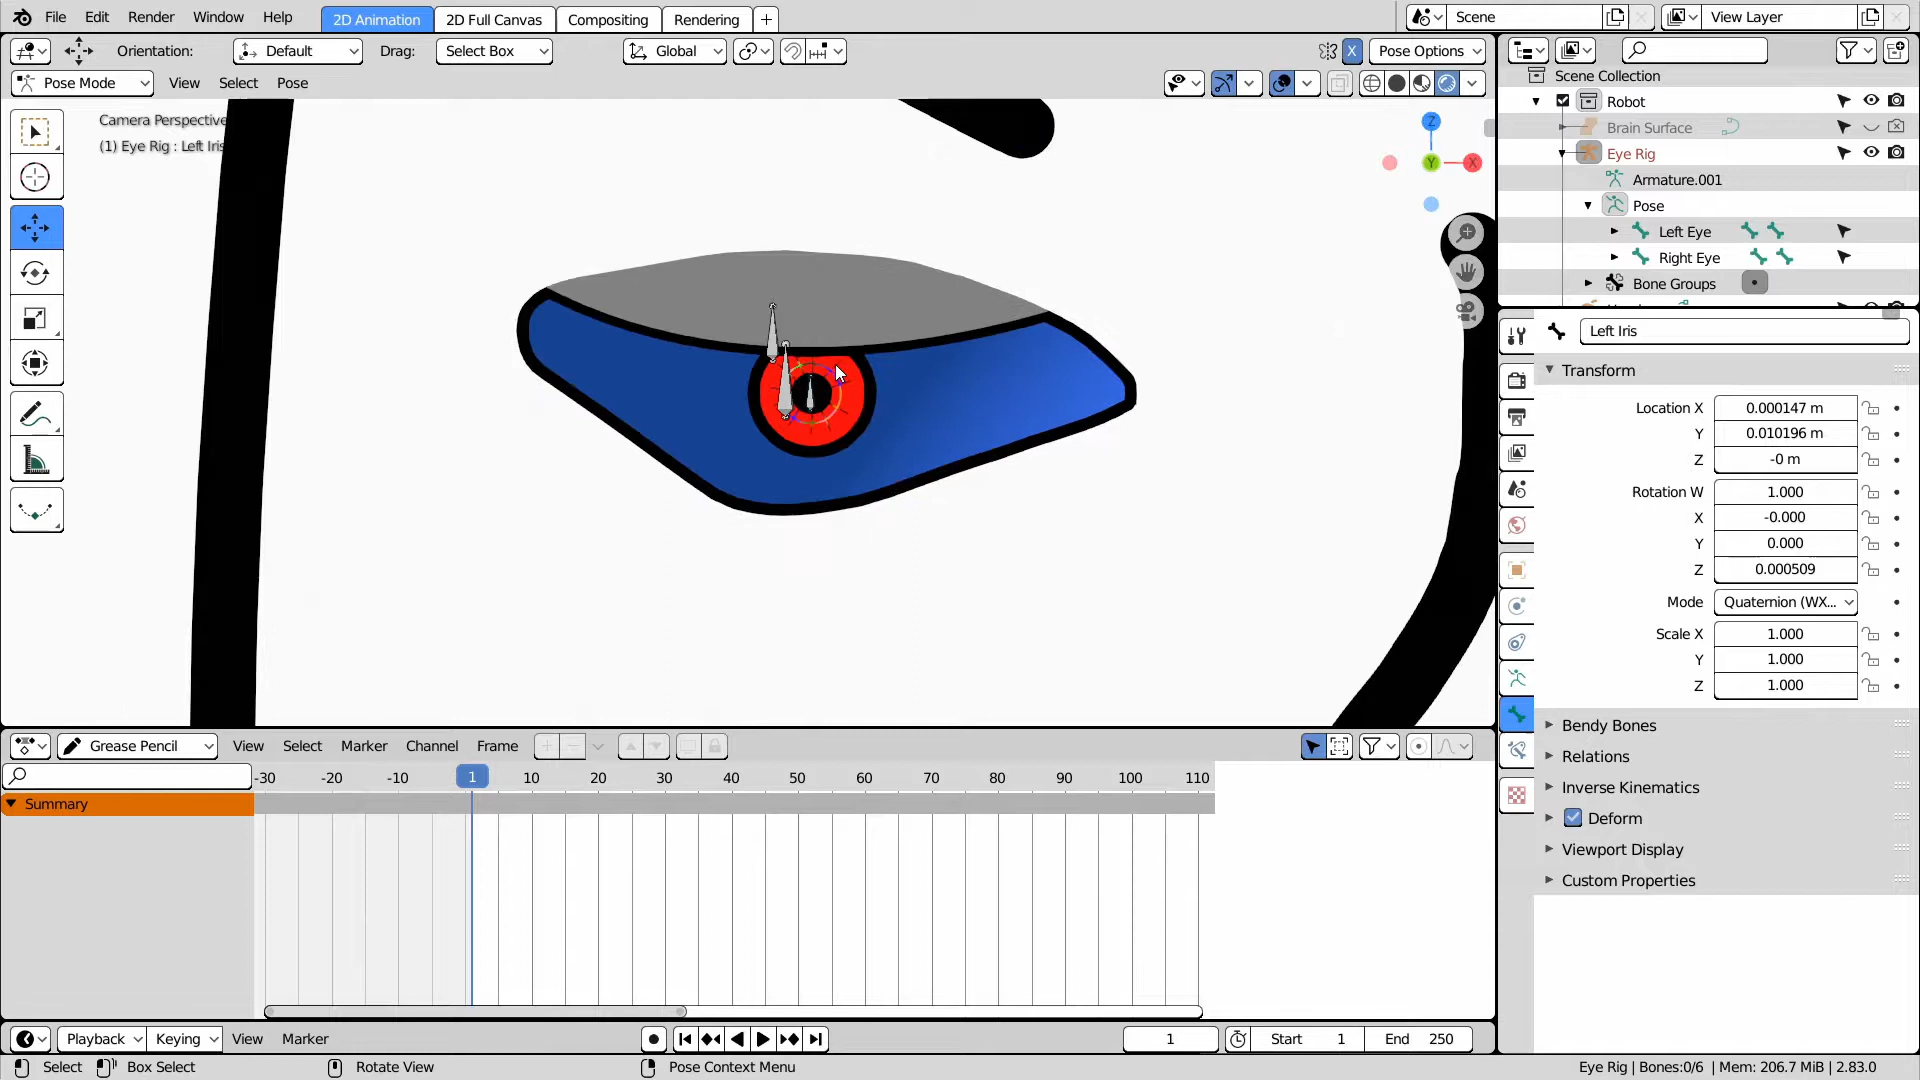 File Edit Render Window Help 2D Animation 2D Full Canvas Compositing Rendering + Scene View Layer
Orientation: Default Drag: Select Box Global X Pose Options
Pose Mode View Select Pose
Camera Perspective
(1) Eye Rig : Left Iris
Z
Y
X
Scene Collection
Robot
Brain Surface
Eye Rig
Armature.001
Pose
Left Eye
Right Eye
Bone Groups
Left Iris
Transform
Location X 0.000147 m
Y 0.010196 m
Z -0 m
Rotation W 1.000
X -0.000
Y 0.000
Z 0.000509
Mode Quaternion (WX...
Scale X 1.000
Y 1.000
Z 1.000
Bendy Bones
Relations
Inverse Kinematics
Deform
Viewport Display
Custom Properties
Grease Pencil View Select Marker Channel Frame
-30 -20 -10 1 10 20 30 40 50 60 70 80 90 100 110
Summary
Playback Keying View Marker 1 Start 1 End 250
Select Box Select Rotate View Pose Context Menu Eye Rig | Bones:0/6 | Mem: 206.7 MiB | 2.83.0